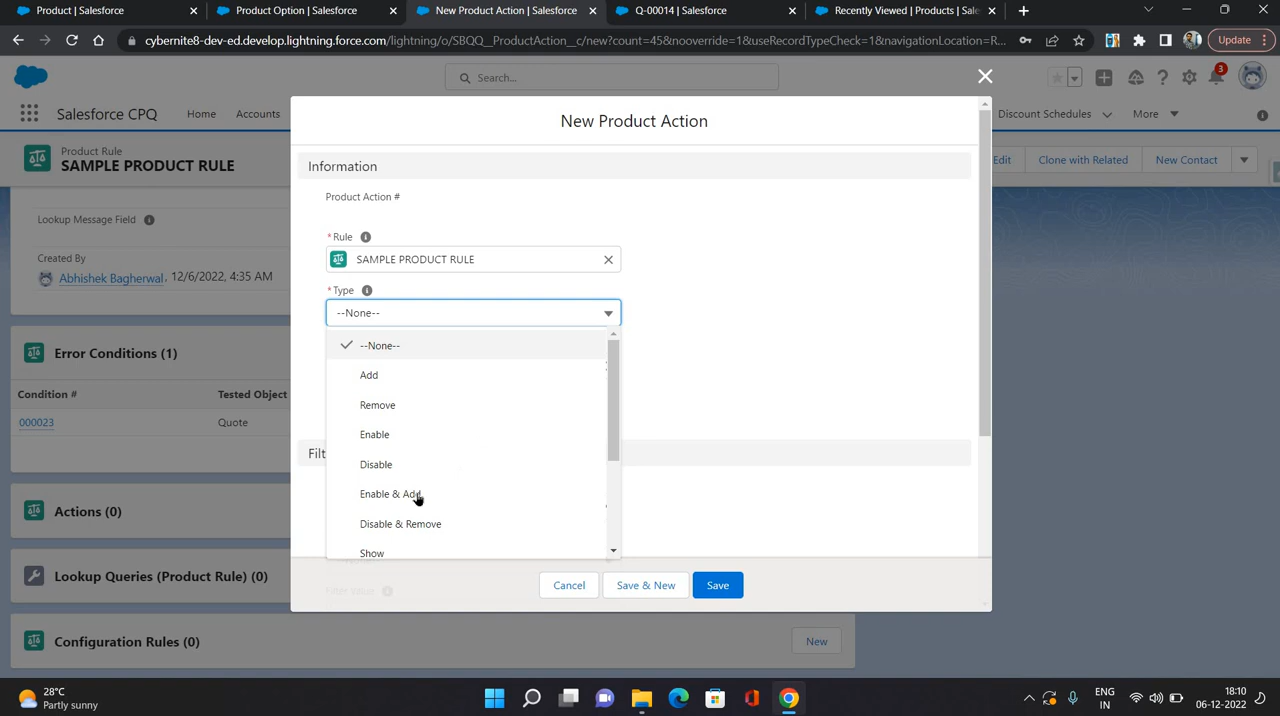 Product | Salesforce
Product Option | Salesforce
New Product Action | Salesforce
Q-00014 | Salesforce
Recently Viewed | Products | Sale
cybernite8-dev-ed.develop.lightning.force.com/lightning/o/SBQQ__ProductAction__c/new?count=45&nooverride=1&useRecordTypeCheck=1&navigationLocation=R...
Update
Search...
3
Salesforce CPQ
Home
Accounts
Discount Schedules
More
New Product Action
Product Rule
SAMPLE PRODUCT RULE
Edit
Clone with Related
New Contact
Information
Product Action #
Lookup Message Field
* Rule
SAMPLE PRODUCT RULE
Created By
Abhishek Bagherwal, 12/6/2022, 4:35 AM
* Type
--None--
--None--
Add
Remove
Enable
Disable
Enable & Add
Disable & Remove
Show
Error Conditions (1)
Condition #
Tested Object
000023
Quote
Filt
Actions (0)
Lookup Queries (Product Rule) (0)
Filter Value
Cancel
Save & New
Save
Configuration Rules (0)
New
28°C
Partly sunny
ENG
IN
18:10
06-12-2022